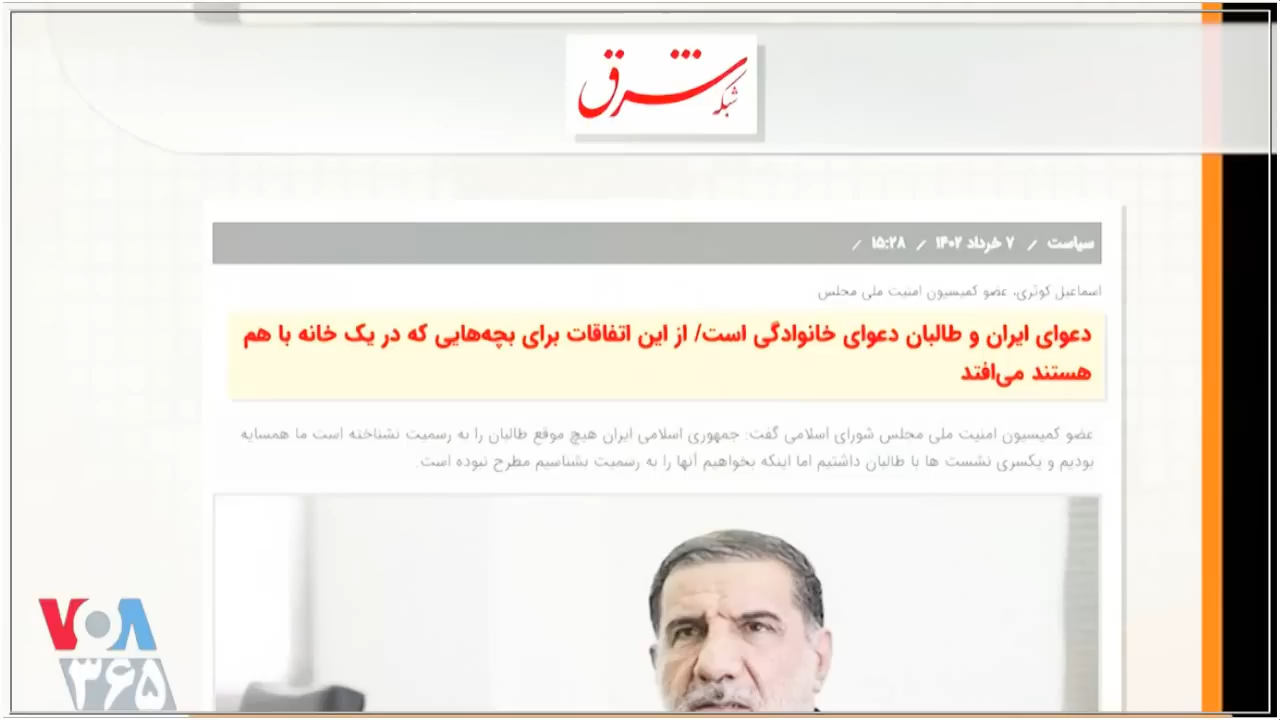 شبکه شرق
سیاست / ۷ خرداد ۱۴۰۲ / ۱۵:۲۸ /
اسماعیل کوثری، عضو کمیسیون امنیت ملی مجلس
دعوای ایران و طالبان دعوای خانوادگی است/ از این اتفاقات برای بچه‌هایی که در یک خانه با هم
هستند می‌افتد
عضو کمیسیون امنیت ملی مجلس شورای اسلامی گفت: جمهوری اسلامی ایران هیچ موقع طالبان را به رسمیت نشناخته است ما همسایه
بودیم و یکسری نشست ها با طالبان داشتیم اما اینکه بخواهیم آنها را به رسمیت بشناسیم مطرح نبوده است.
VOA
۳۶۵